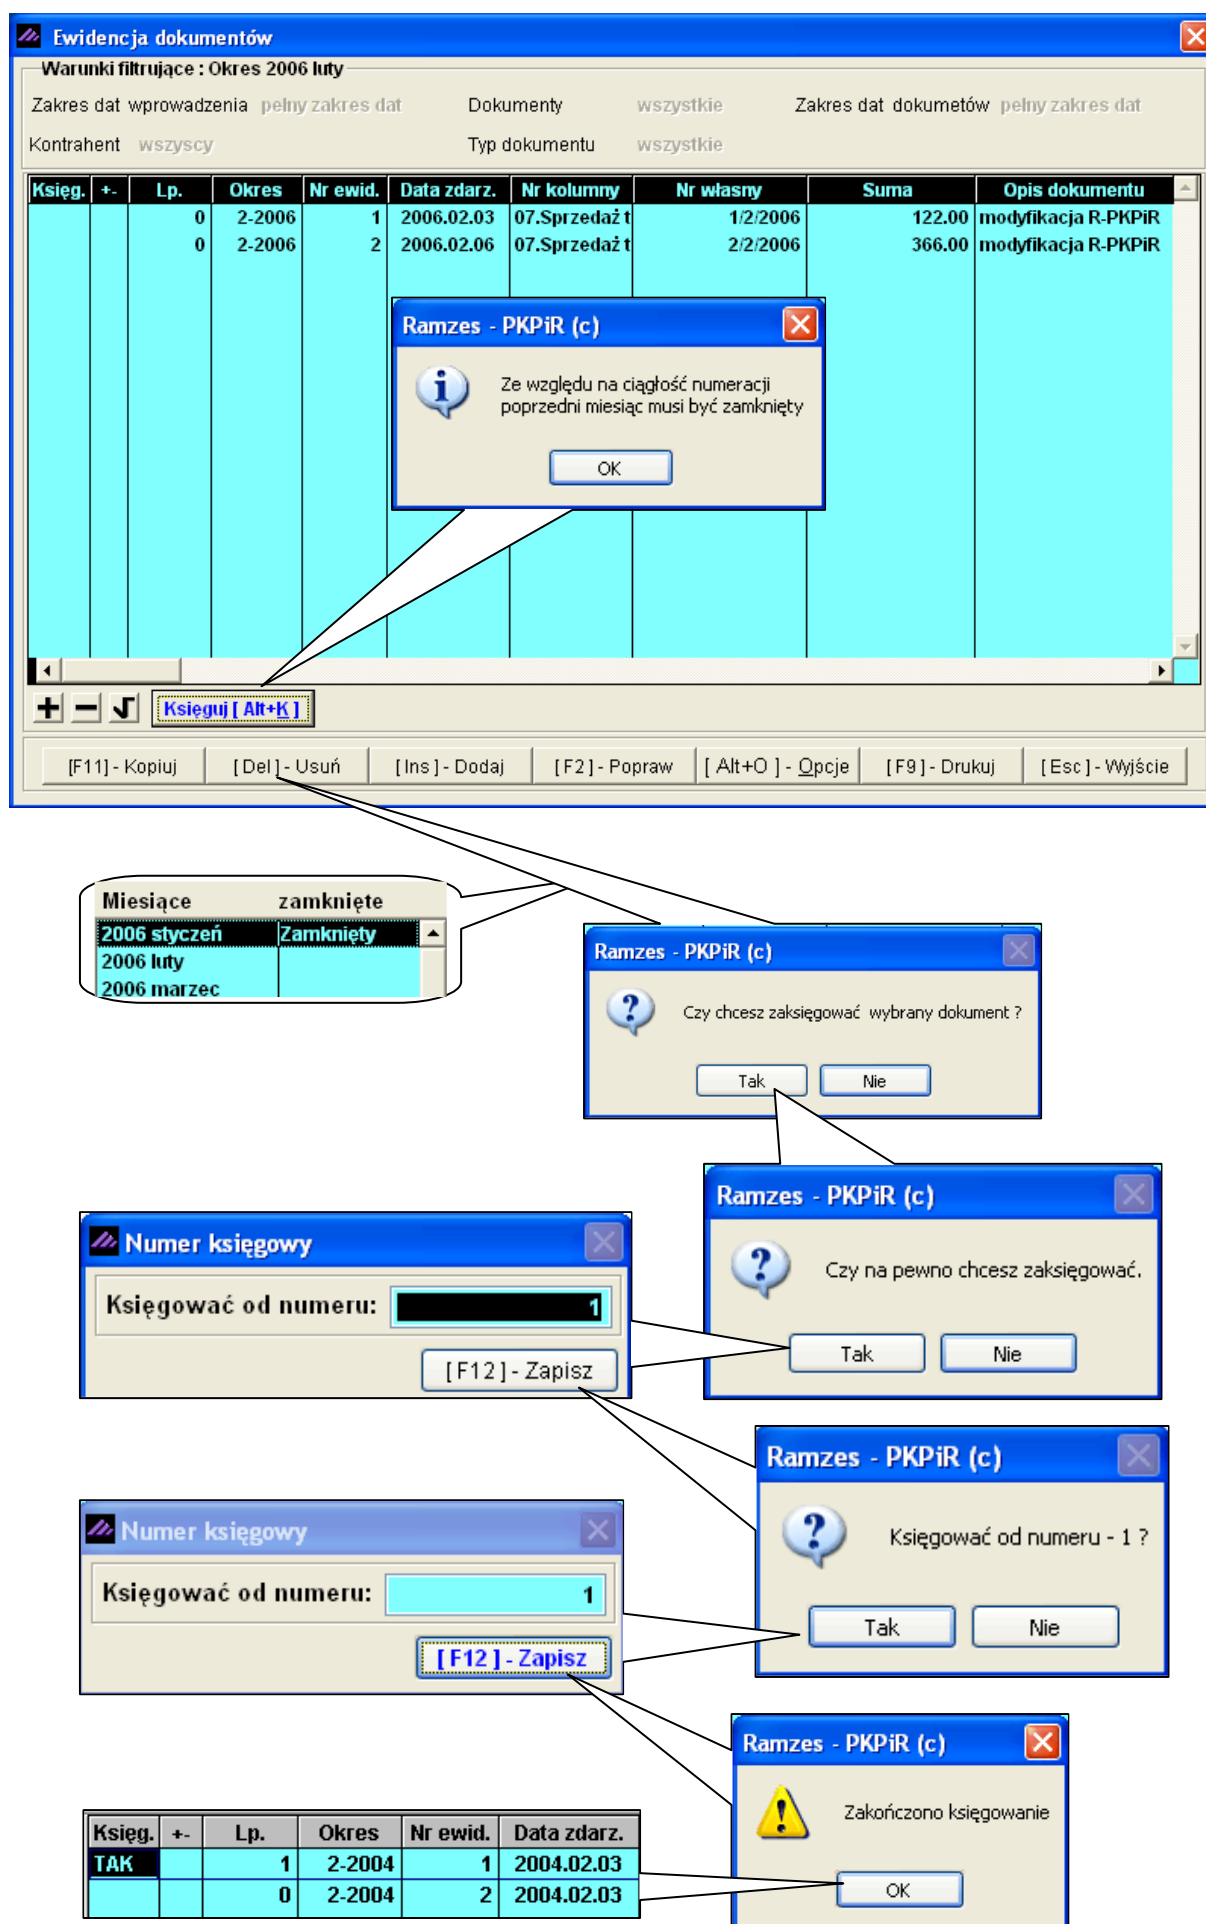 Ewidencja dokumentów
Warunki filtrujące : Okres 2006 luty
Zakres dat wprowadzenia pełny zakres dat Dokumenty wszystkie Zakres dat dokumetów pełny zakres dat
Kontrahent wszyscy Typ dokumentu wszystkie
Księg. +- Lp. Okres Nr ewid. Data zdarz. Nr kolumny Nr własny Suma Opis dokumentu
0 2-2006 1 2006.02.03 07.Sprzedaż t 1/2/2006 122.00 modyfikacja R-PKPiR
0 2-2006 2 2006.02.06 07.Sprzedaż t 2/2/2006 366.00 modyfikacja R-PKPiR
Ramzes - PKPiR (c)
Ze względu na ciągłość numeracji
poprzedni miesiąc musi być zamknięty
OK
Księguj [ Alt+K ]
[F11] - Kopiuj [ Del ] - Usuń [ Ins ] - Dodaj [ F2 ] - Popraw [ Alt+O ] - Opcje [ F9 ] - Drukuj [ Esc ] - Wyjście
Miesiące zamknięte
2006 styczeń Zamknięty
2006 luty
2006 marzec
Ramzes - PKPiR (c)
Czy chcesz zaksięgować wybrany dokument ?
Tak Nie
Ramzes - PKPiR (c)
Czy na pewno chcesz zaksięgować.
Tak Nie
Numer księgowy
Księgować od numeru: 1
[ F12 ] - Zapisz
Ramzes - PKPiR (c)
Księgować od numeru - 1 ?
Tak Nie
Numer księgowy
Księgować od numeru: 1
[ F12 ] - Zapisz
Ramzes - PKPiR (c)
Zakończono księgowanie
OK
Księg. +- Lp. Okres Nr ewid. Data zdarz.
TAK 1 2-2004 1 2004.02.03
0 2-2004 2 2004.02.03